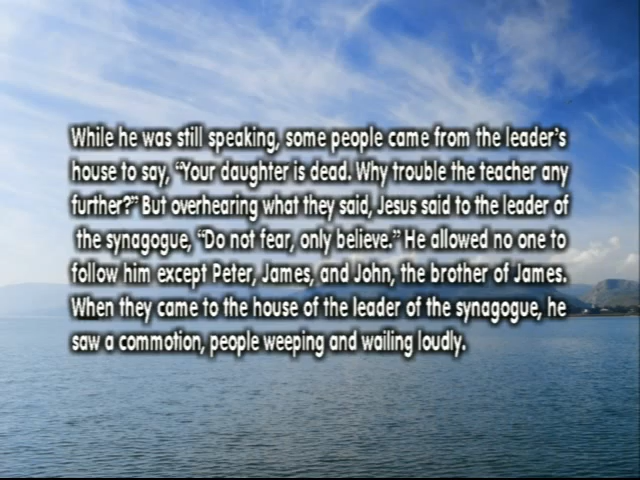 While he was still speaking, some people came from the leader's
house to say, “Your daughter is dead. Why trouble the teacher any
further?” But overhearing what they said, Jesus said to the leader of
the synagogue, “Do not fear, only believe.” He allowed no one to
follow him except Peter, James, and John, the brother of James.
When they came to the house of the leader of the synagogue, he
saw a commotion, people weeping and wailing loudly.